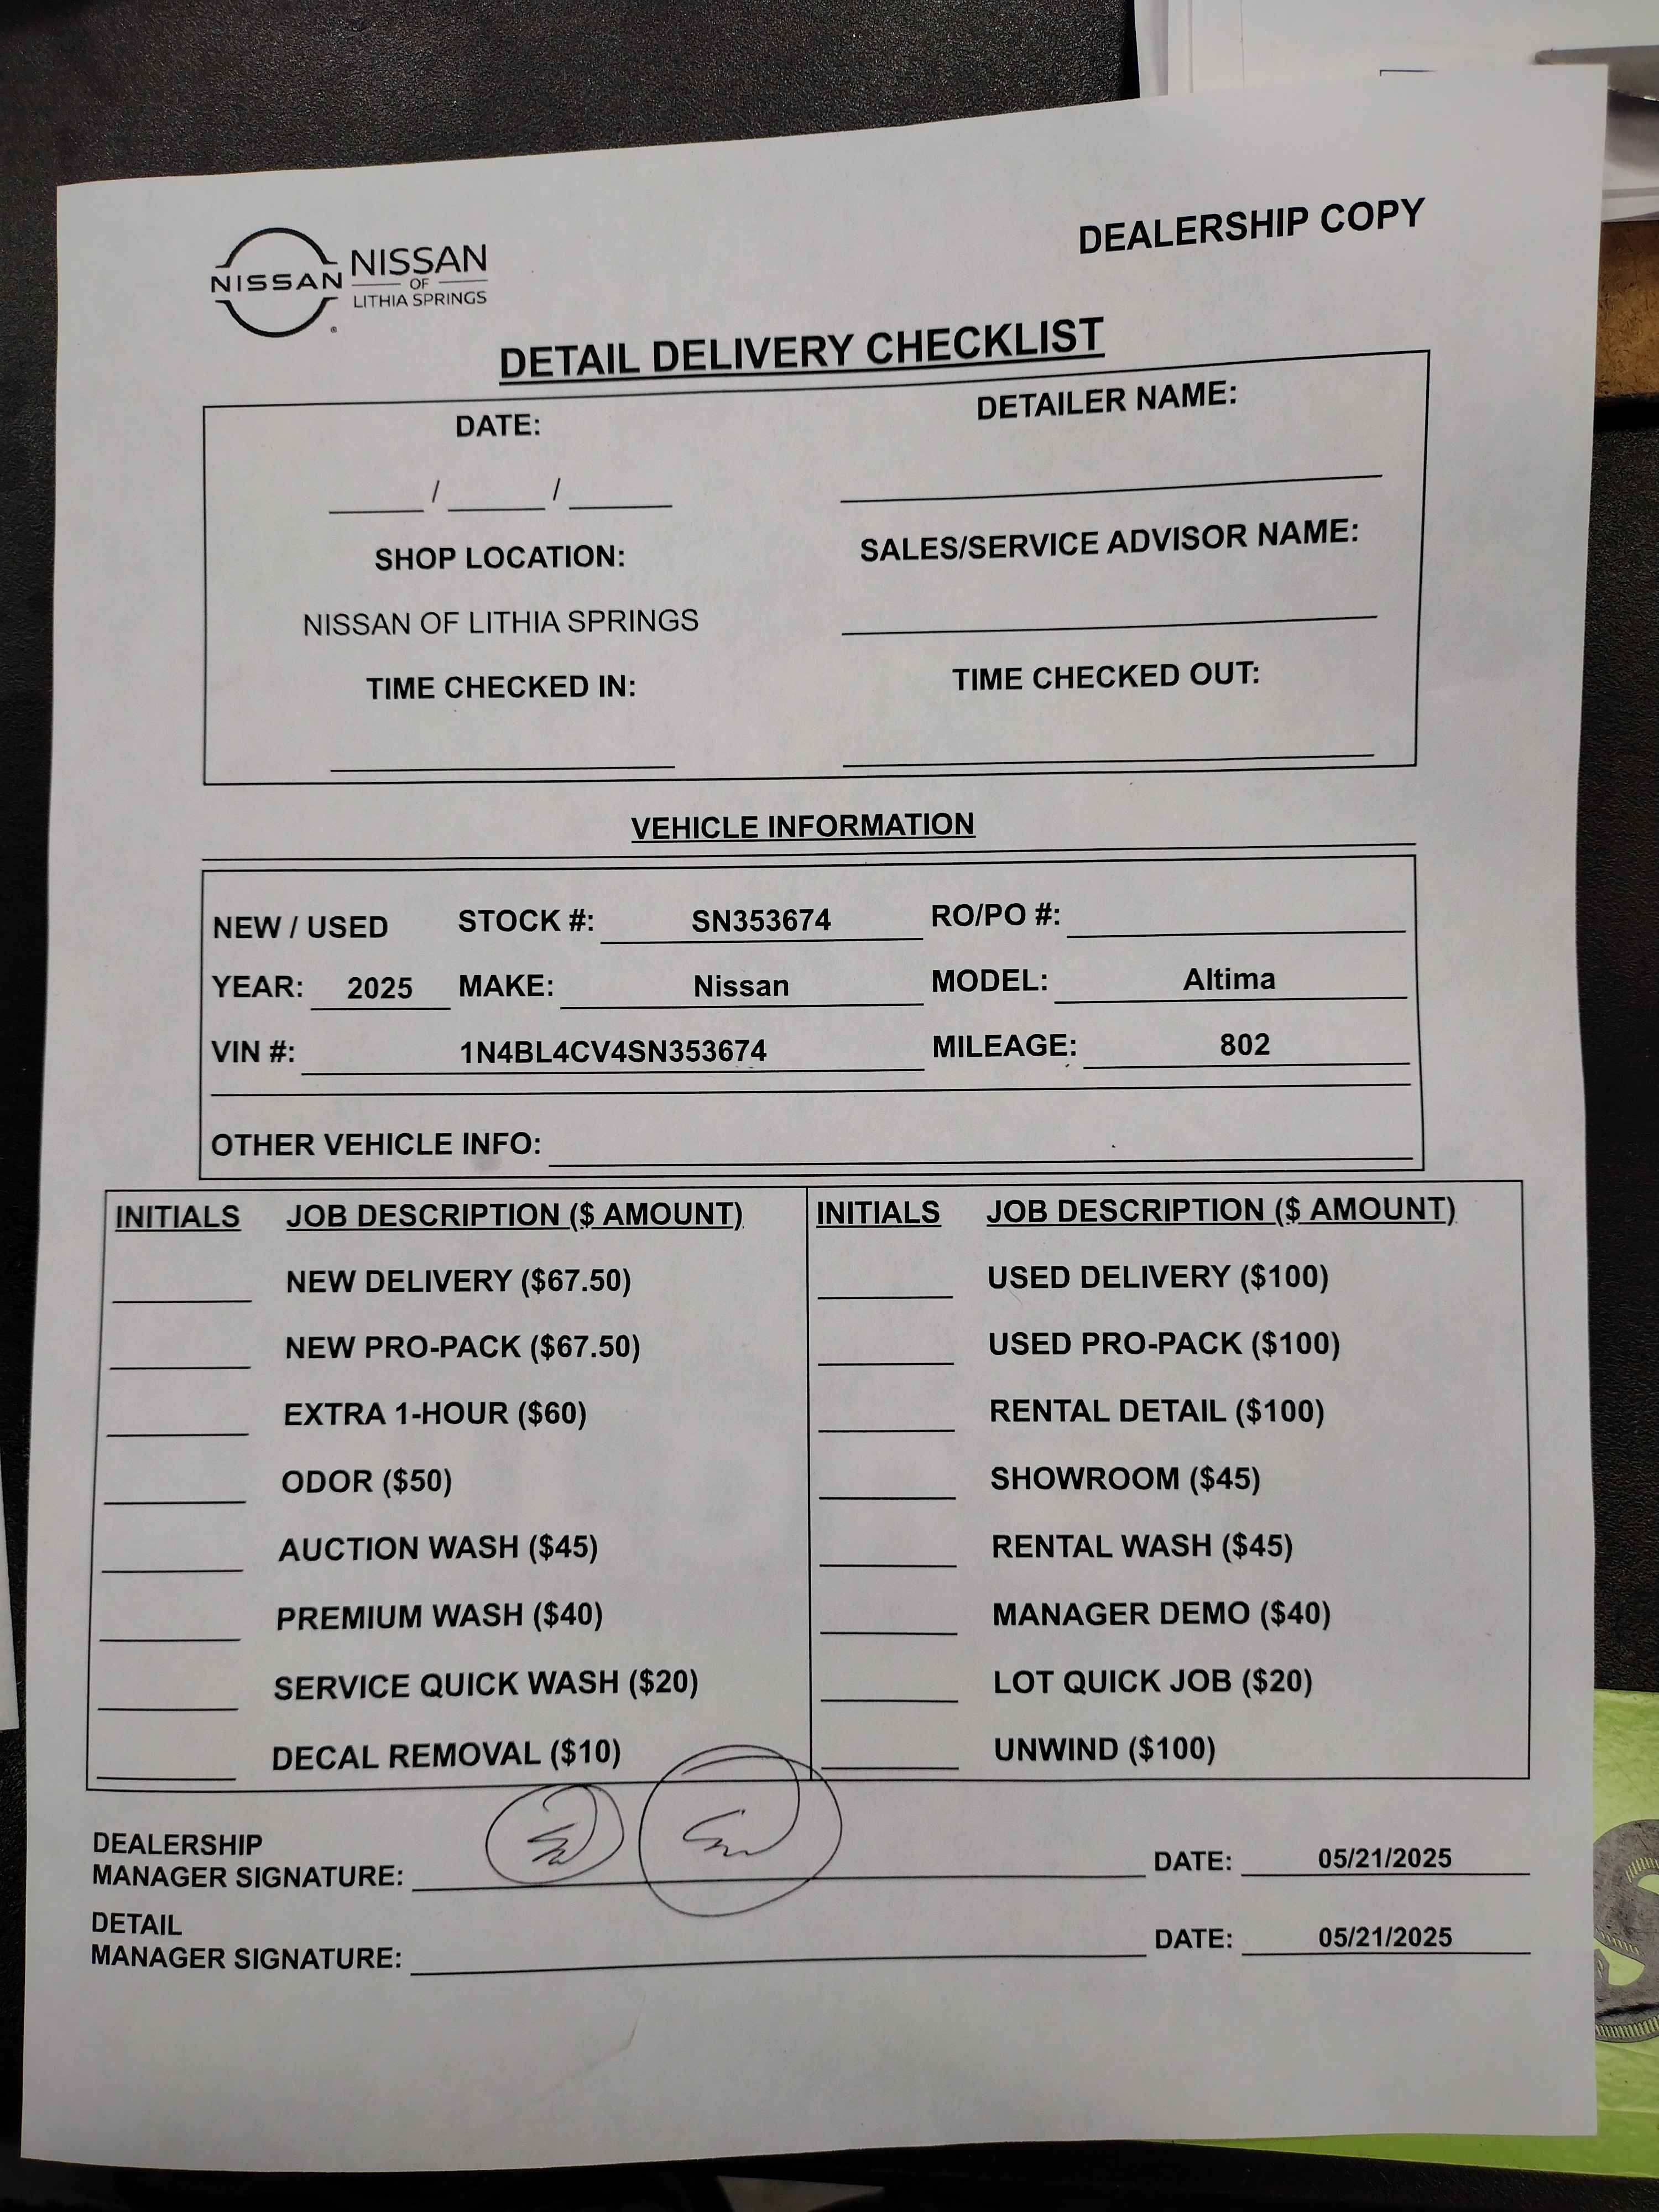 DEALERSHIP COPY
NISSAN
NISSAN
OF
LITHIA SPRINGS
®
DETAIL DELIVERY CHECKLIST
DATE:
DETAILER NAME:
____/____/____
SHOP LOCATION:
SALES/SERVICE ADVISOR NAME:
NISSAN OF LITHIA SPRINGS
TIME CHECKED IN:
TIME CHECKED OUT:
VEHICLE INFORMATION
NEW / USED STOCK #: SN353674 RO/PO #:
YEAR: 2025 MAKE: Nissan MODEL: Altima
VIN #: 1N4BL4CV4SN353674 MILEAGE: 802
OTHER VEHICLE INFO:
INITIALS JOB DESCRIPTION ($ AMOUNT) INITIALS JOB DESCRIPTION ($ AMOUNT)
NEW DELIVERY ($67.50) USED DELIVERY ($100)
NEW PRO-PACK ($67.50) USED PRO-PACK ($100)
EXTRA 1-HOUR ($60) RENTAL DETAIL ($100)
ODOR ($50) SHOWROOM ($45)
AUCTION WASH ($45) RENTAL WASH ($45)
PREMIUM WASH ($40) MANAGER DEMO ($40)
SERVICE QUICK WASH ($20) LOT QUICK JOB ($20)
DECAL REMOVAL ($10) UNWIND ($100)
DEALERSHIP
MANAGER SIGNATURE: DATE: 05/21/2025
DETAIL
MANAGER SIGNATURE: DATE: 05/21/2025